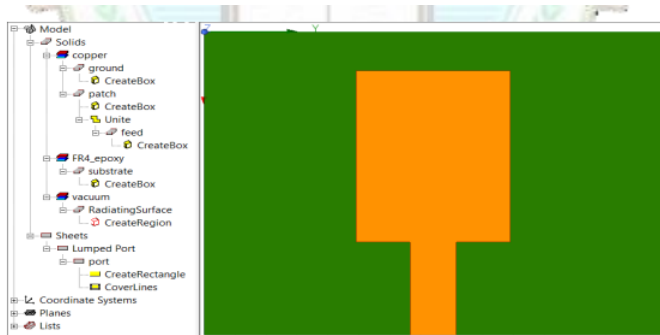 Model
Solids
copper
ground
CreateBox
patch
CreateBox
Unite
feed
CreateBox
FR4_epoxy
substrate
CreateBox
vacuum
RadiatingSurface
CreateRegion
Sheets
Lumped Port
port
CreateRectangle
CoverLines
Coordinate Systems
Planes
Lists
Z
Y